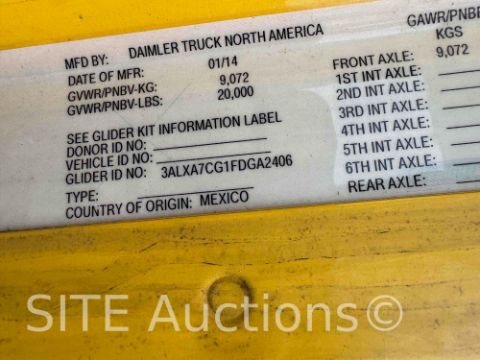 MFD BY: DAIMLER TRUCK NORTH AMERICA
DATE OF MFR: 01/14
GVWR/PNBV-KG: 9,072
GVWR/PNBV-LBS: 20,000
SEE GLIDER KIT INFORMATION LABEL
DONOR ID NO:
VEHICLE ID NO:
GLIDER ID NO: 3ALXA7CG1FDGA2406
TYPE:
COUNTRY OF ORIGIN: MEXICO
GAWR/PNBE
KGS
FRONT AXLE: 9,072
1ST INT AXLE:
2ND INT AXLE:
3RD INT AXLE:
4TH INT AXLE:
5TH INT AXLE:
6TH INT AXLE:
REAR AXLE:
SITE Auctions©